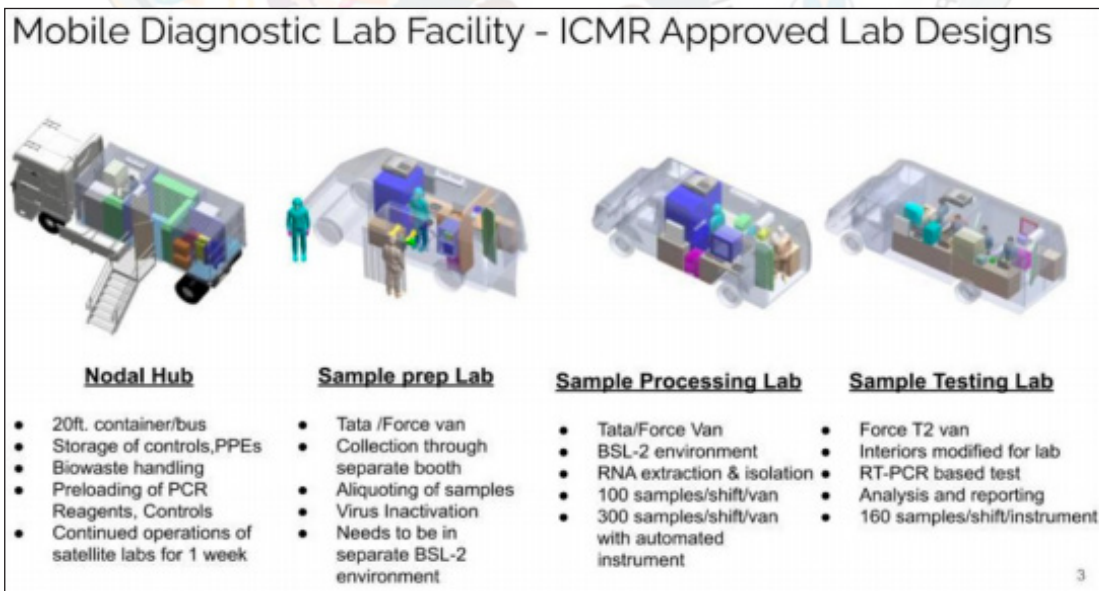 Mobile Diagnostic Lab Facility - ICMR Approved Lab Designs
Nodal Hub
● 20ft. container/bus
● Storage of controls,PPEs
● Biowaste handling
● Preloading of PCR
Reagents, Controls
● Continued operations of
satellite labs for 1 week
Sample prep Lab
● Tata /Force van
● Collection through
separate booth
● Aliquoting of samples
● Virus Inactivation
● Needs to be in
separate BSL-2
environment
Sample Processing Lab
● Tata/Force Van
● BSL-2 environment
● RNA extraction & isolation
● 100 samples/shift/van
● 300 samples/shift/van
with automated
instrument
Sample Testing Lab
● Force T2 van
● Interiors modified for lab
● RT-PCR based test
● Analysis and reporting
● 160 samples/shift/instrument
3